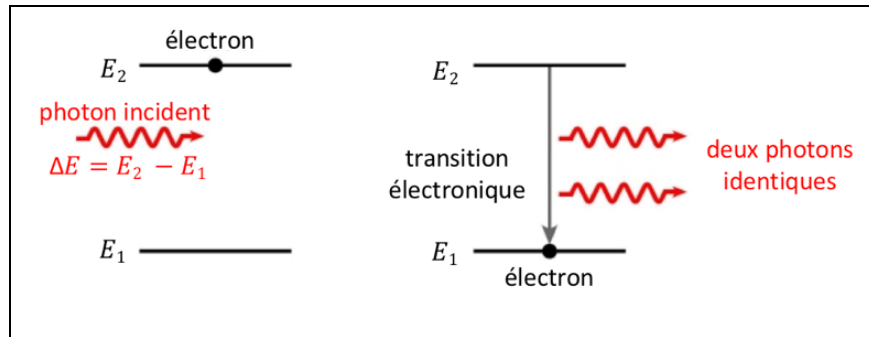 électron
E₂
photon incident
ΔE = E₂ − E₁
E₁
E₂
transition
électronique
deux photons
identiques
E₁
électron